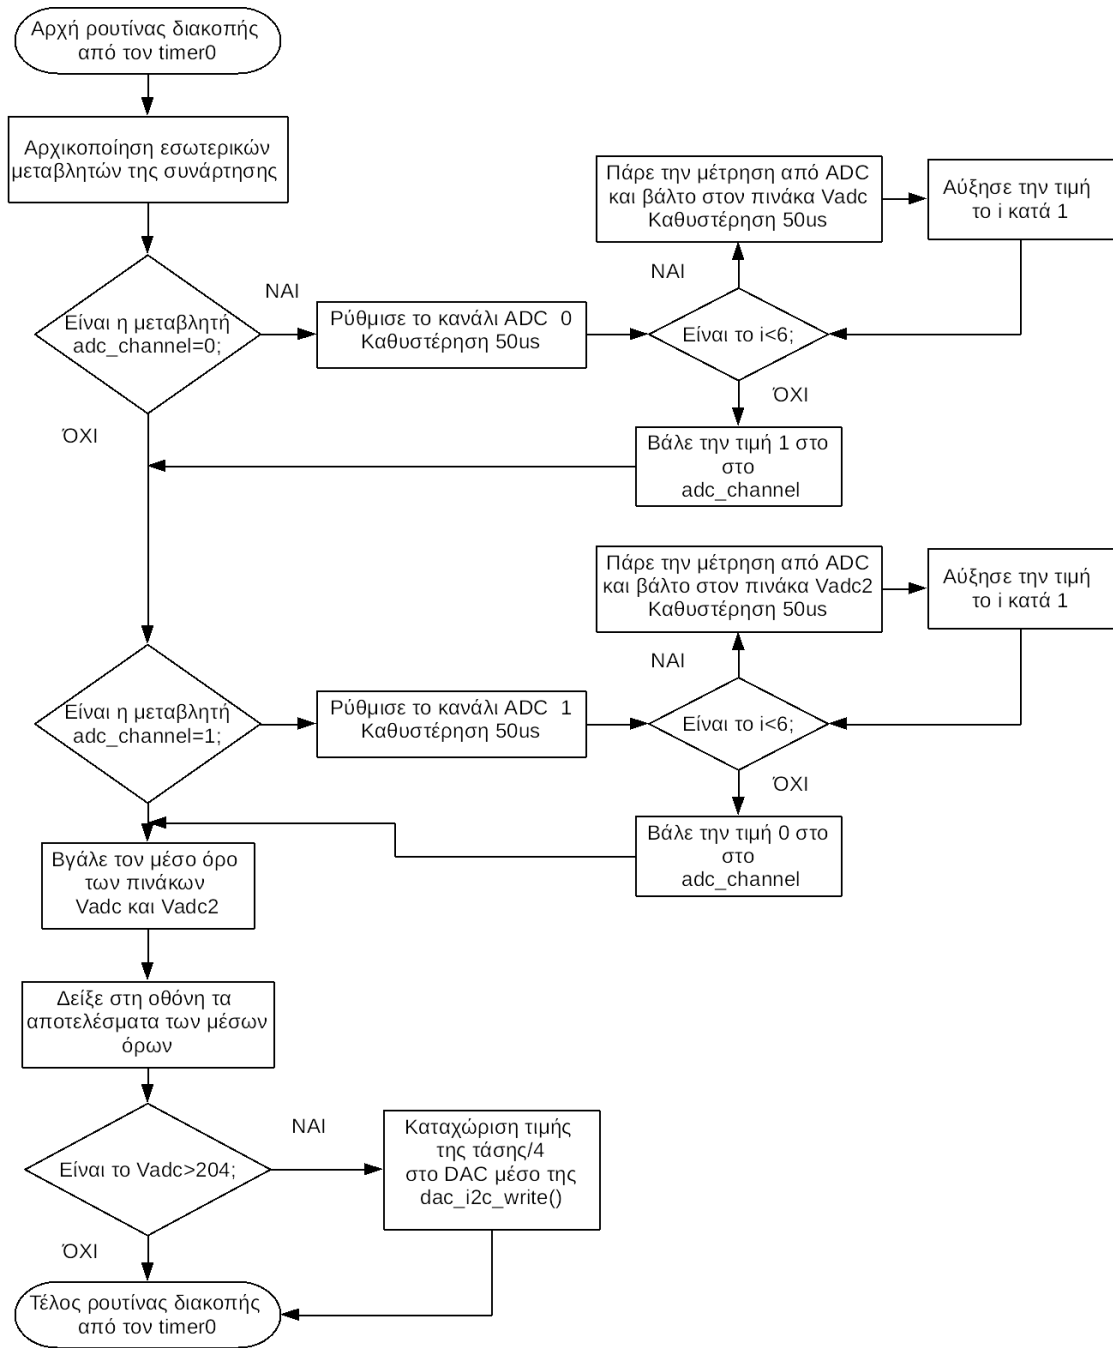 Αρχή ρουτίνας διακοπής
από τον timer0
Αρχικοποίηση εσωτερικών
μεταβλητών της συνάρτησης
Είναι η μεταβλητή
adc_channel=0;
ΝΑΙ
ΌΧΙ
Ρύθμισε το κανάλι ADC 0
Καθυστέρηση 50us
Είναι το i<6;
ΝΑΙ
Πάρε την μέτρηση από ADC
και βάλτο στον πινάκα Vadc
Καθυστέρηση 50us
Αύξησε την τιμή
το i κατά 1
ΌΧΙ
Βάλε την τιμή 1 στο
στο
adc_channel
Είναι η μεταβλητή
adc_channel=1;
Ρύθμισε το κανάλι ADC 1
Καθυστέρηση 50us
Είναι το i<6;
ΝΑΙ
Πάρε την μέτρηση από ADC
και βάλτο στον πινάκα Vadc2
Καθυστέρηση 50us
Αύξησε την τιμή
το i κατά 1
ΌΧΙ
Βάλε την τιμή 0 στο
στο
adc_channel
Βγάλε τον μέσο όρο
των πινάκων
Vadc και Vadc2
Δείξε στη οθόνη τα
αποτελέσματα των μέσων
όρων
Είναι το Vadc>204;
ΝΑΙ
Καταχώριση τιμής
της τάσης/4
στο DAC μέσο της
dac_i2c_write()
ΌΧΙ
Τέλος ρουτίνας διακοπής
από τον timer0